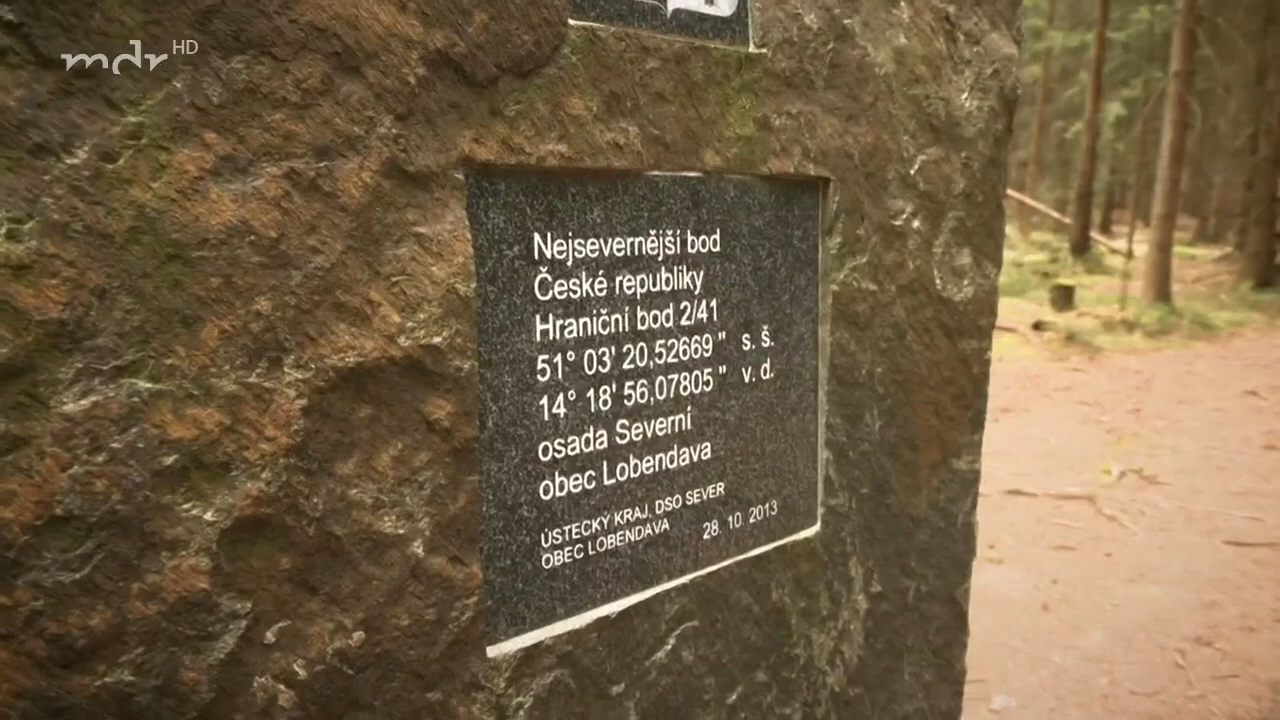 mdr HD
Nejsevernější bod
České republiky
Hraniční bod 2/41
51° 03' 20,52669 " s. š.
14° 18' 56,07805 " v. d.
osada Severní
obec Lobendava
ÚSTECKÝ KRAJ, DSO SEVER
OBEC LOBENDAVA 28. 10. 2013